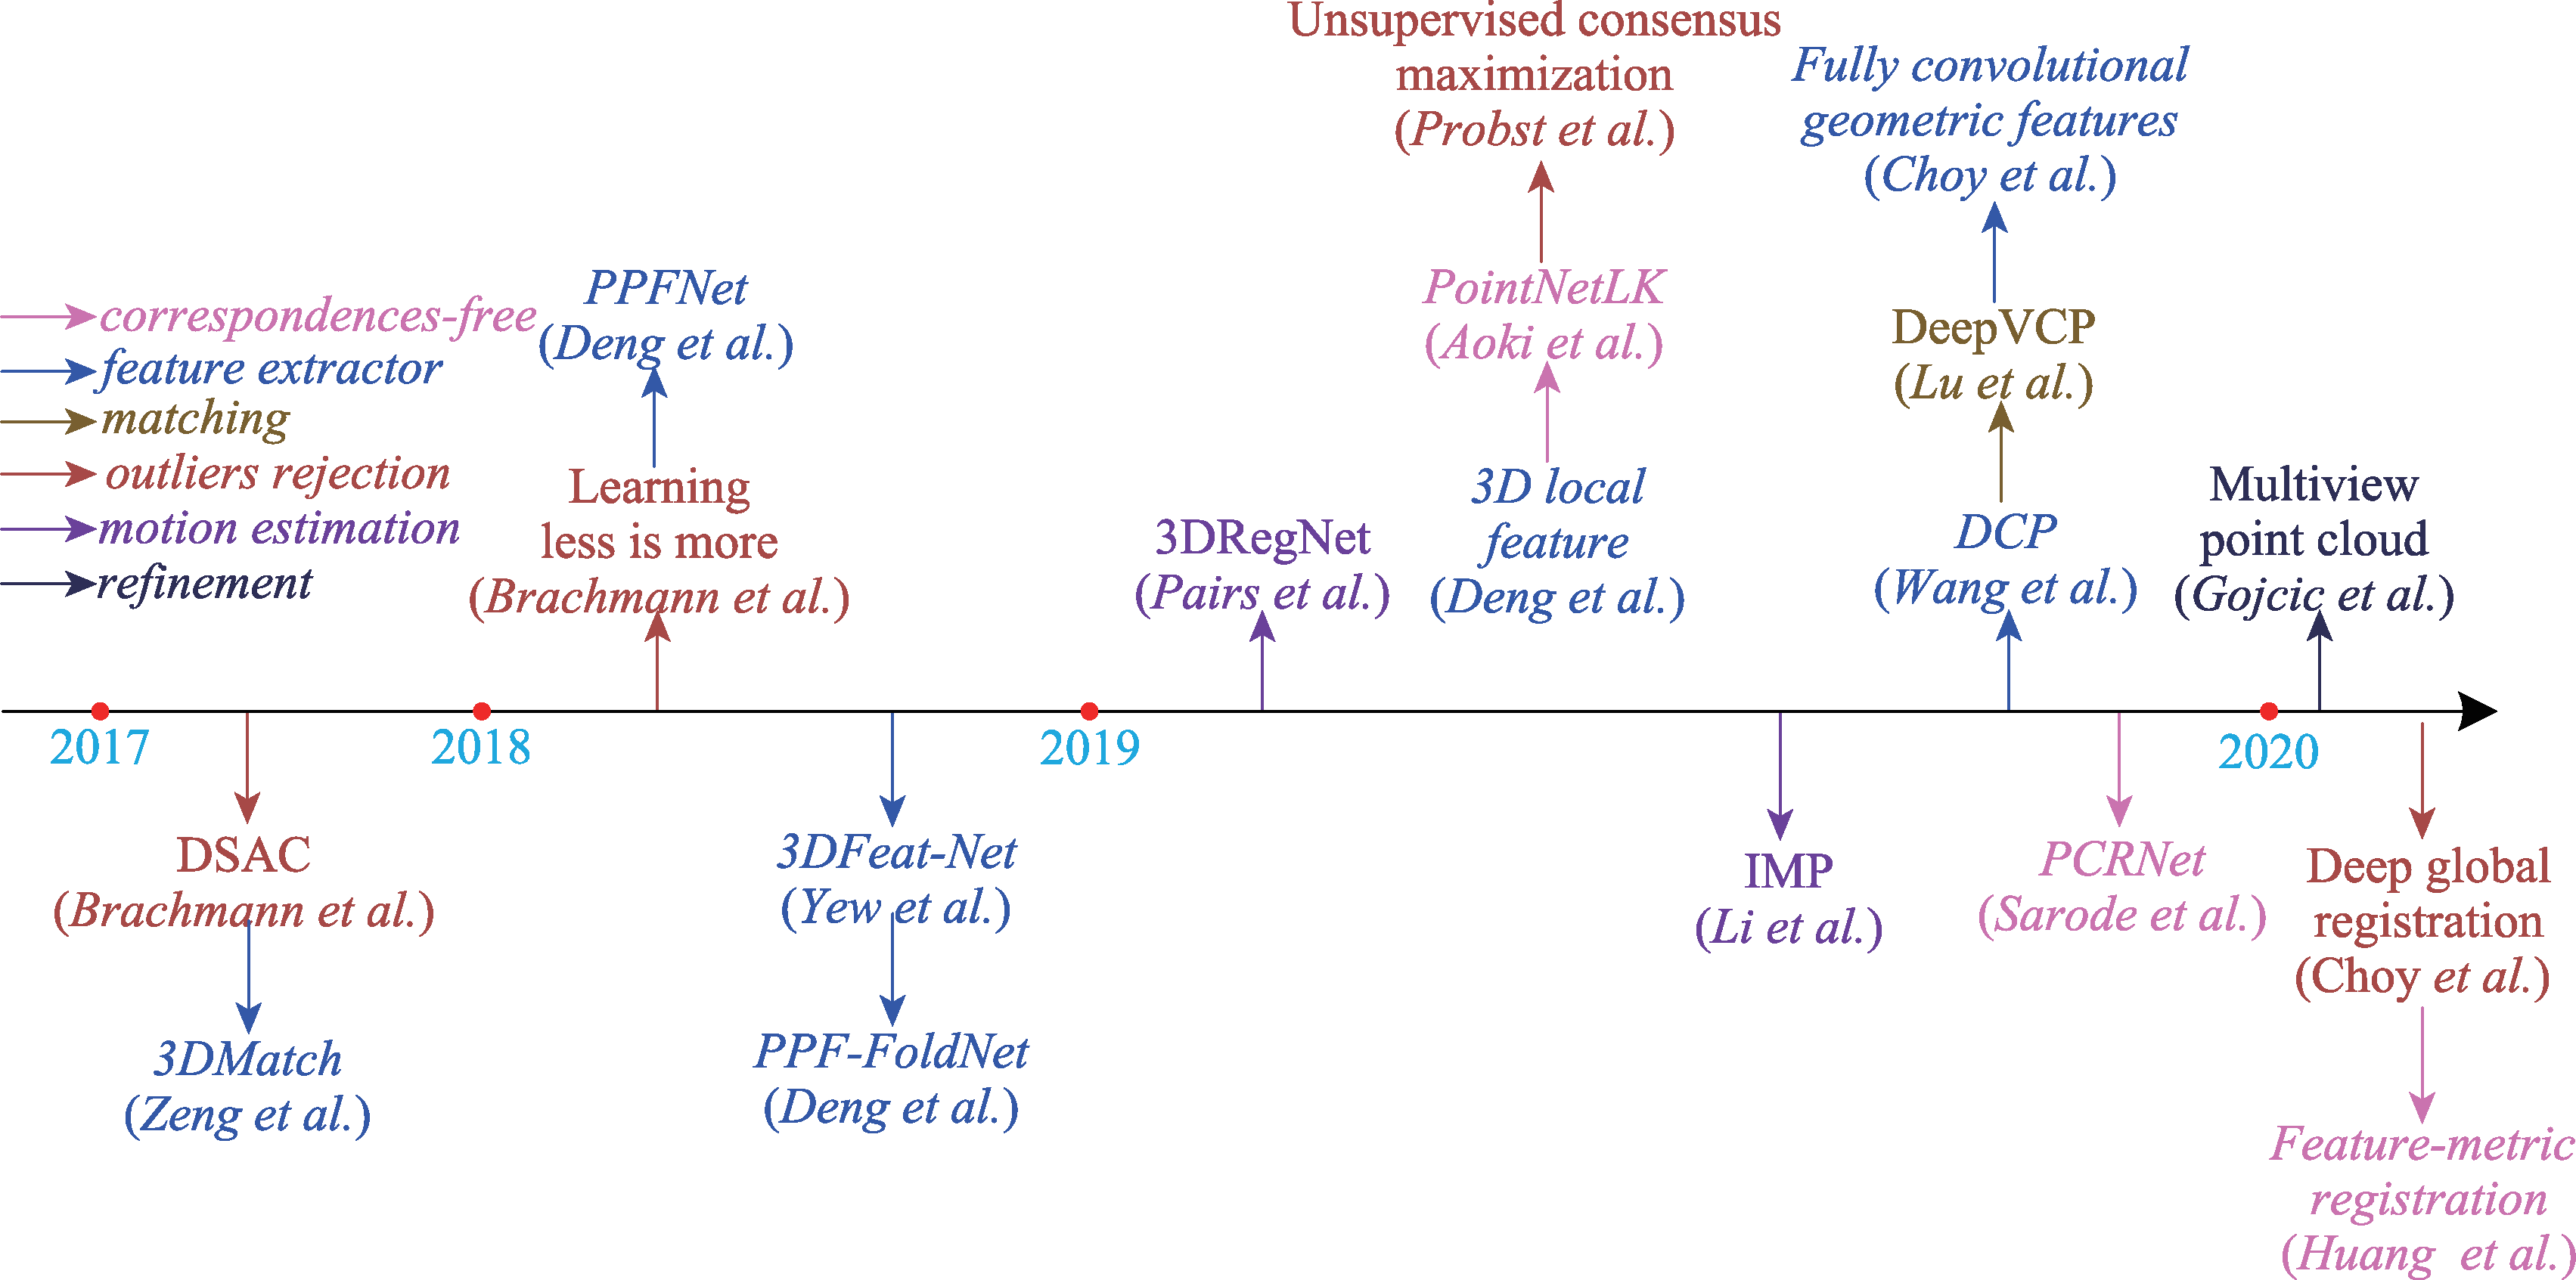 Unsupervised consensus
maximization
(Probst et al.)
Fully convolutional
geometric features
(Choy et al.)
correspondences-free
feature extractor
matching
outliers rejection
motion estimation
refinement
PPFNet
(Deng et al.)
Learning
less is more
(Brachmann et al.)
3DRegNet
(Pairs et al.)
PointNetLK
(Aoki et al.)
3D local
feature
(Deng et al.)
DeepVCP
(Lu et al.)
DCP
(Wang et al.)
Multiview
point cloud
(Gojcic et al.)
2017
2018
2019
2020
DSAC
(Brachmann et al.)
3DMatch
(Zeng et al.)
3DFeat-Net
(Yew et al.)
PPF-FoldNet
(Deng et al.)
IMP
(Li et al.)
PCRNet
(Sarode et al.)
Deep global
registration
(Choy et al.)
Feature-metric
registration
(Huang et al.)